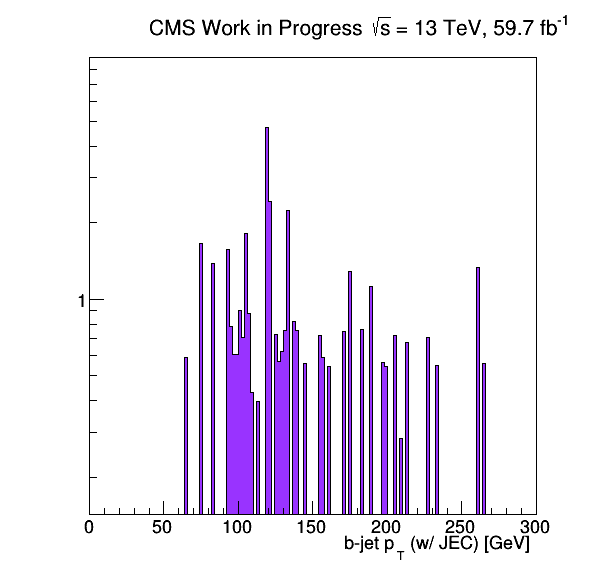 CMS Work in Progress √s = 13 TeV, 59.7 fb⁻¹
1
0 50 100 150 200 250 300
b-jet p_T (w/ JEC) [GeV]